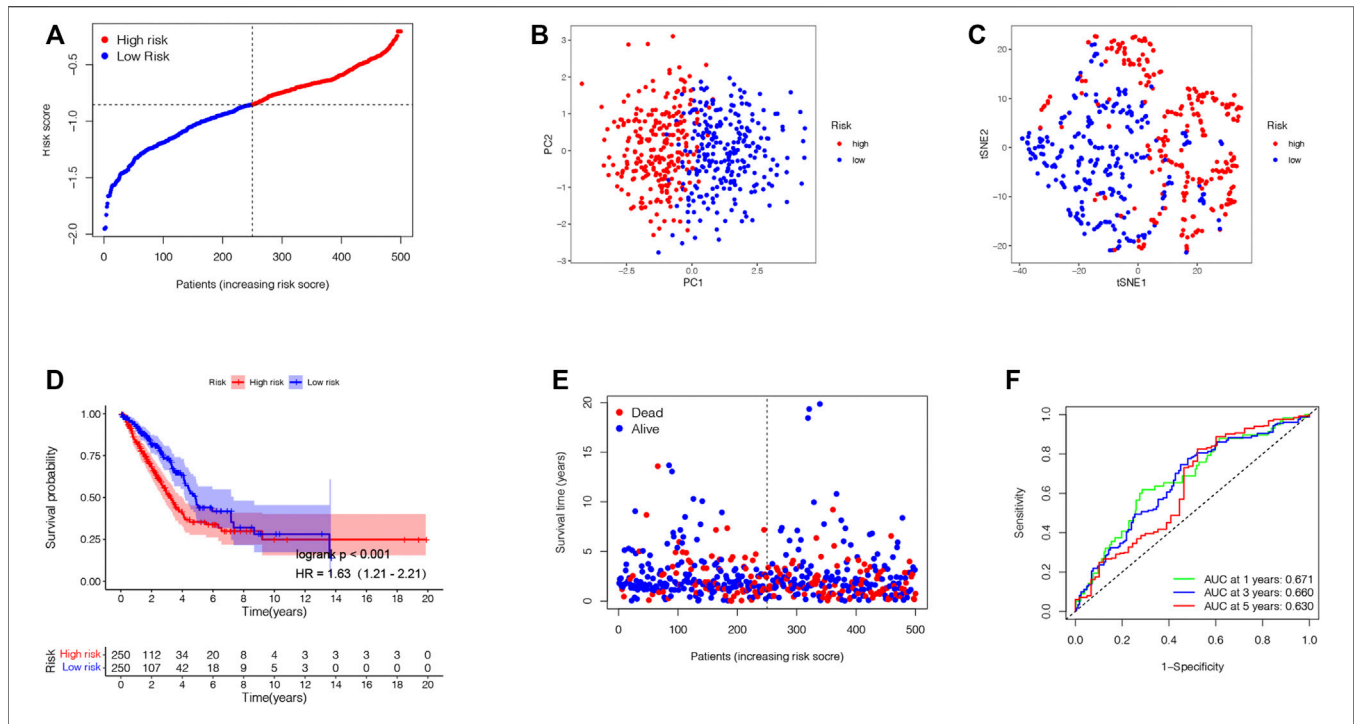 A
High risk
Low Risk
Risk score
-0.5
-1.0
-1.5
-2.0
0 100 200 300 400 500
Patients (increasing risk socre)
B
PC2
3
2
1
0
-1
-2
-3
-2.5 0.0 2.5
PC1
Risk
high
low
C
tSNE2
20
10
0
-10
-20
-40 -20 0 20
tSNE1
Risk
high
low
D
Risk High risk Low risk
Survival probability
1.00
0.75
0.50
0.25
0.00
logrank p < 0.001
HR = 1.63 (1.21 - 2.21)
0 2 4 6 8 10 12 14 16 18 20
Time(years)
Risk
High risk 250 112 34 20 8 4 3 3 3 3 0
Low risk 250 107 42 18 9 5 3 0 0 0 0
0 2 4 6 8 10 12 14 16 18 20
Time(years)
E
Dead
Alive
Survival time (years)
20
15
10
5
0
0 100 200 300 400 500
Patients (increasing risk socre)
F
Sensitivity
1.0
0.8
0.6
0.4
0.2
0.0
AUC at 1 years: 0.671
AUC at 3 years: 0.660
AUC at 5 years: 0.630
0.0 0.2 0.4 0.6 0.8 1.0
1-Specificity